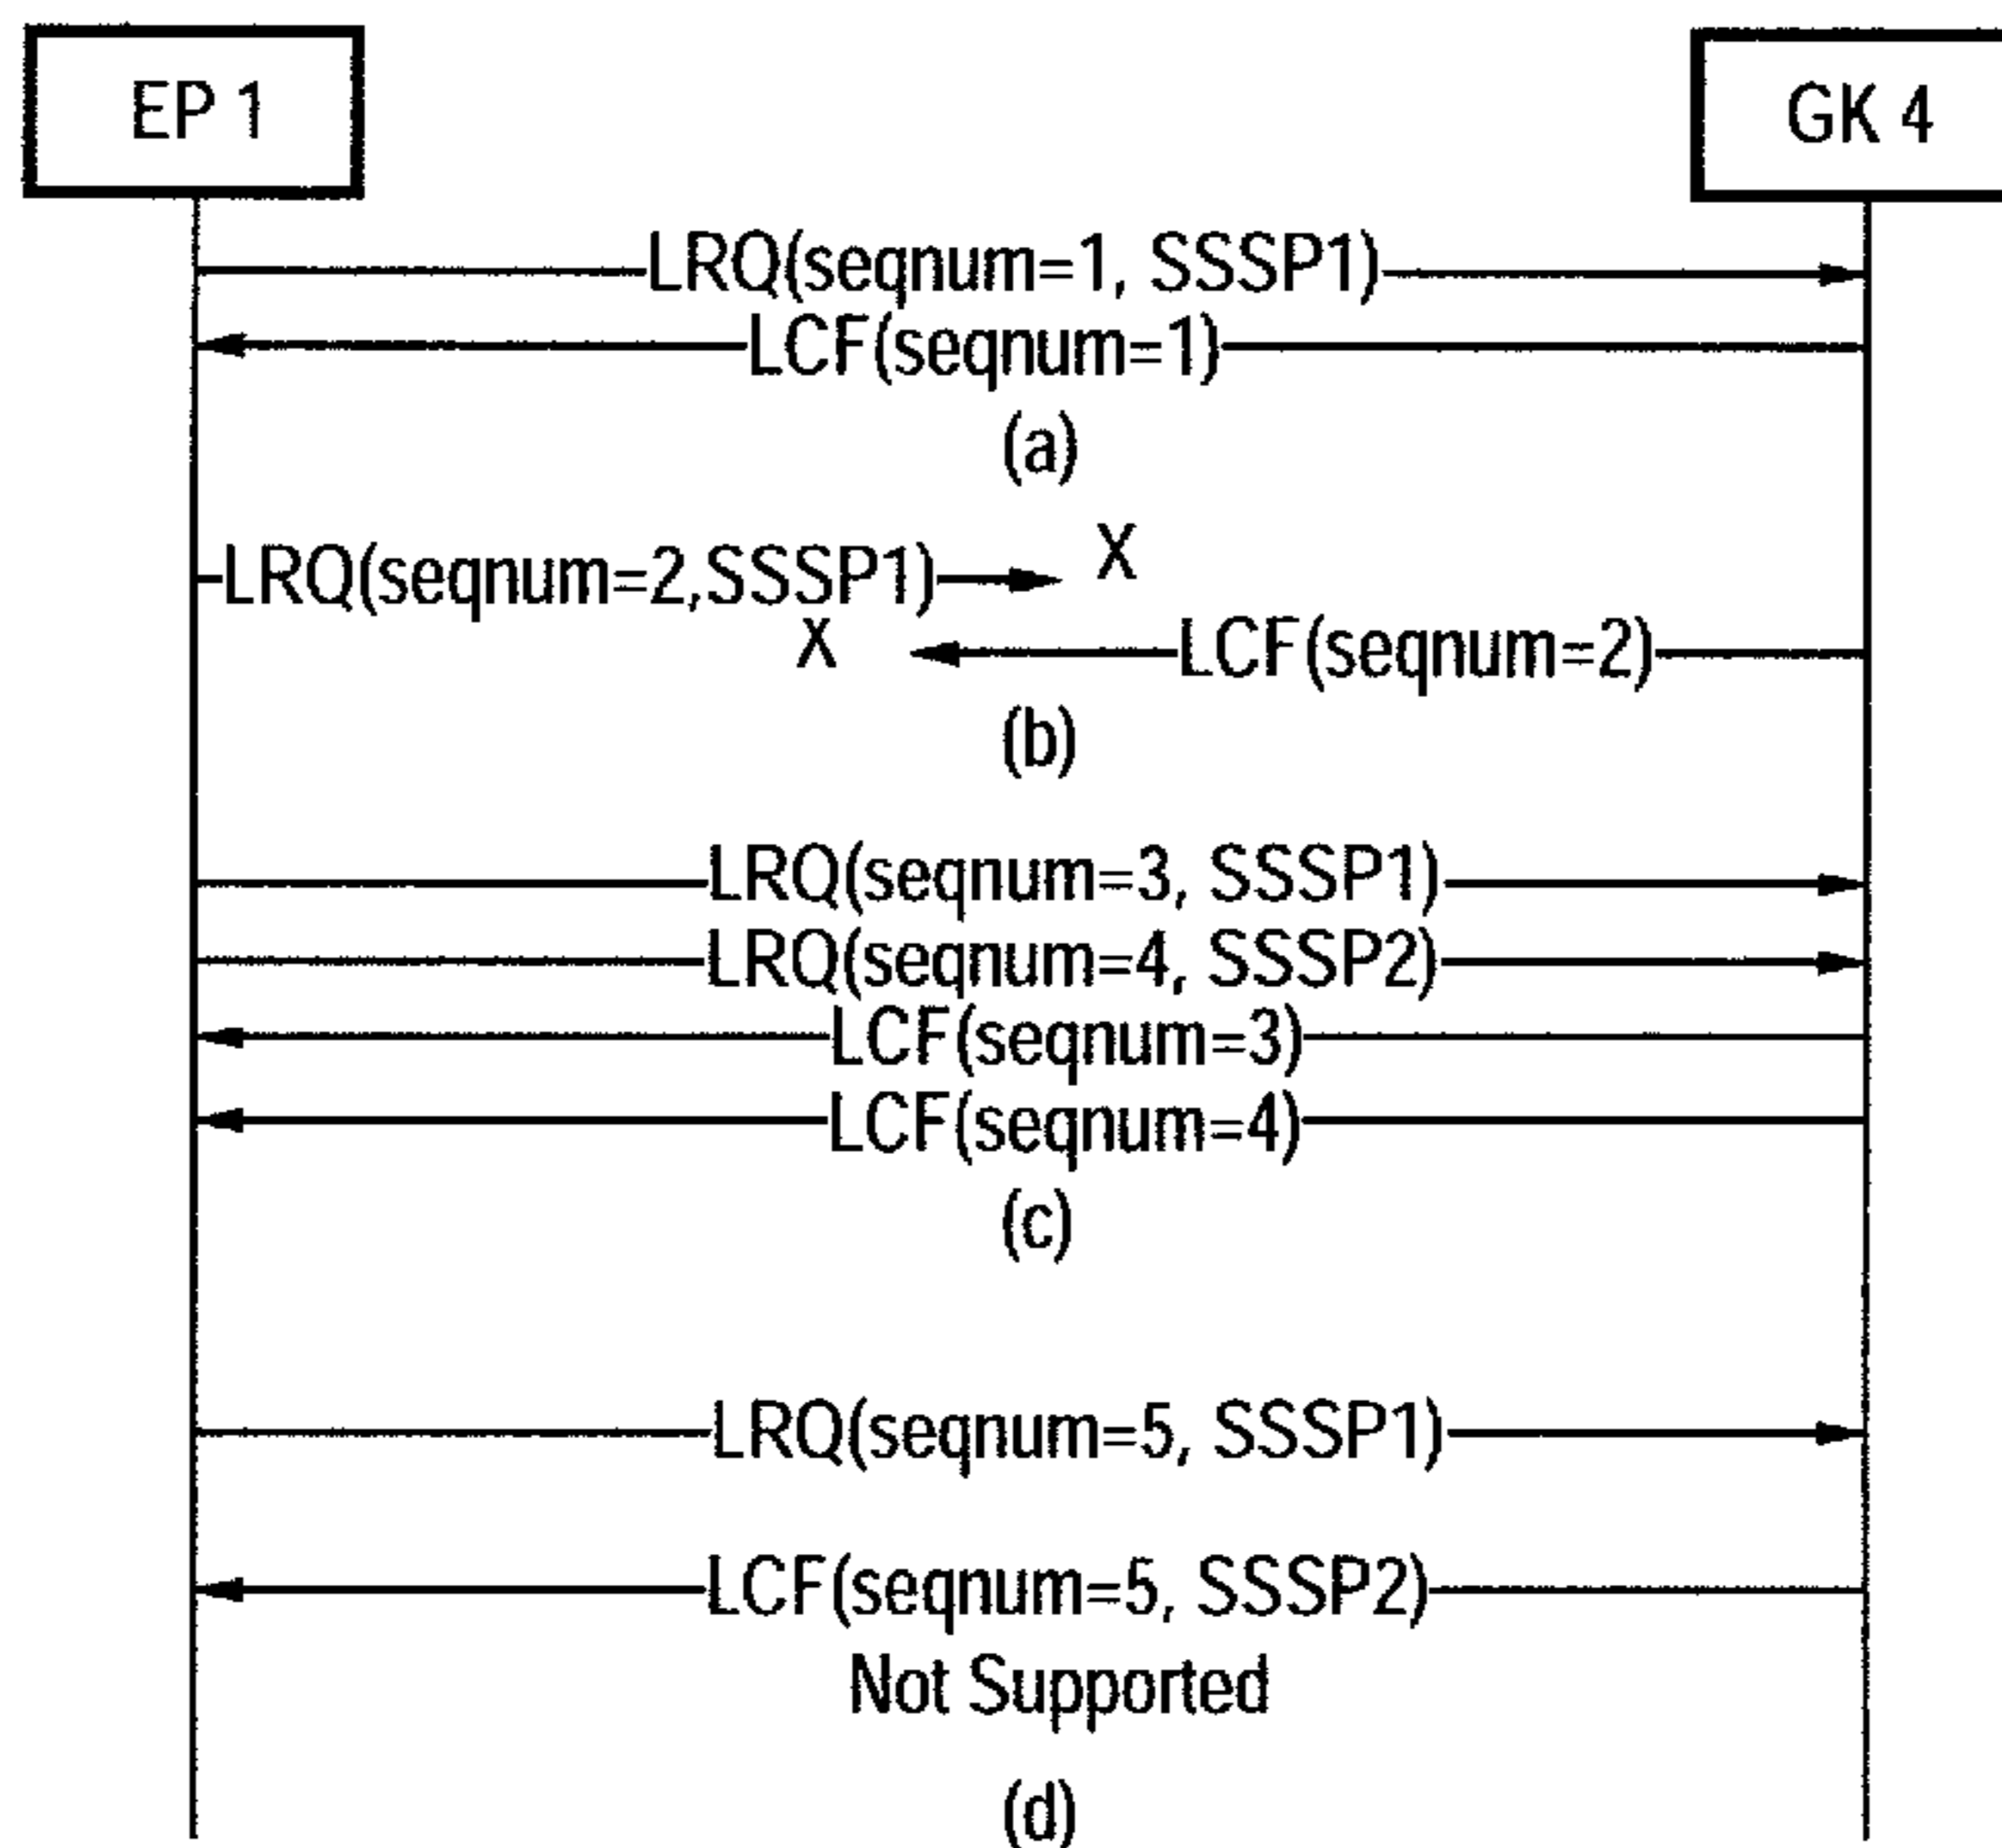 EP 1
GK 4
LRQ(seqnum=1, SSSP1)
LCF(seqnum=1)
(a)
LRQ(seqnum=2,SSSP1) X
X LCF(seqnum=2)
(b)
LRQ(seqnum=3, SSSP1)
LRQ(seqnum=4, SSSP2)
LCF(seqnum=3)
LCF(seqnum=4)
(c)
LRQ(seqnum=5, SSSP1)
LCF(seqnum=5, SSSP2)
Not Supported
(d)